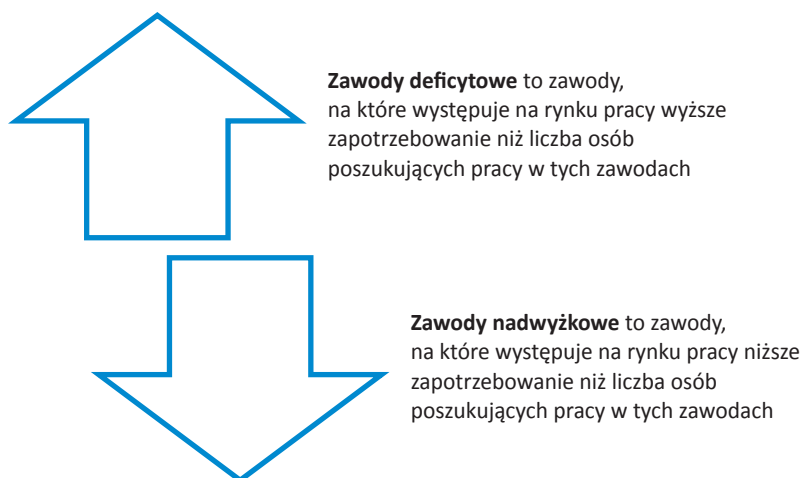 Zawody deficytowe to zawody,
na które występuje na rynku pracy wyższe
zapotrzebowanie niż liczba osób
poszukujących pracy w tych zawodach
Zawody nadwyżkowe to zawody,
na które występuje na rynku pracy niższe
zapotrzebowanie niż liczba osób
poszukujących pracy w tych zawodach